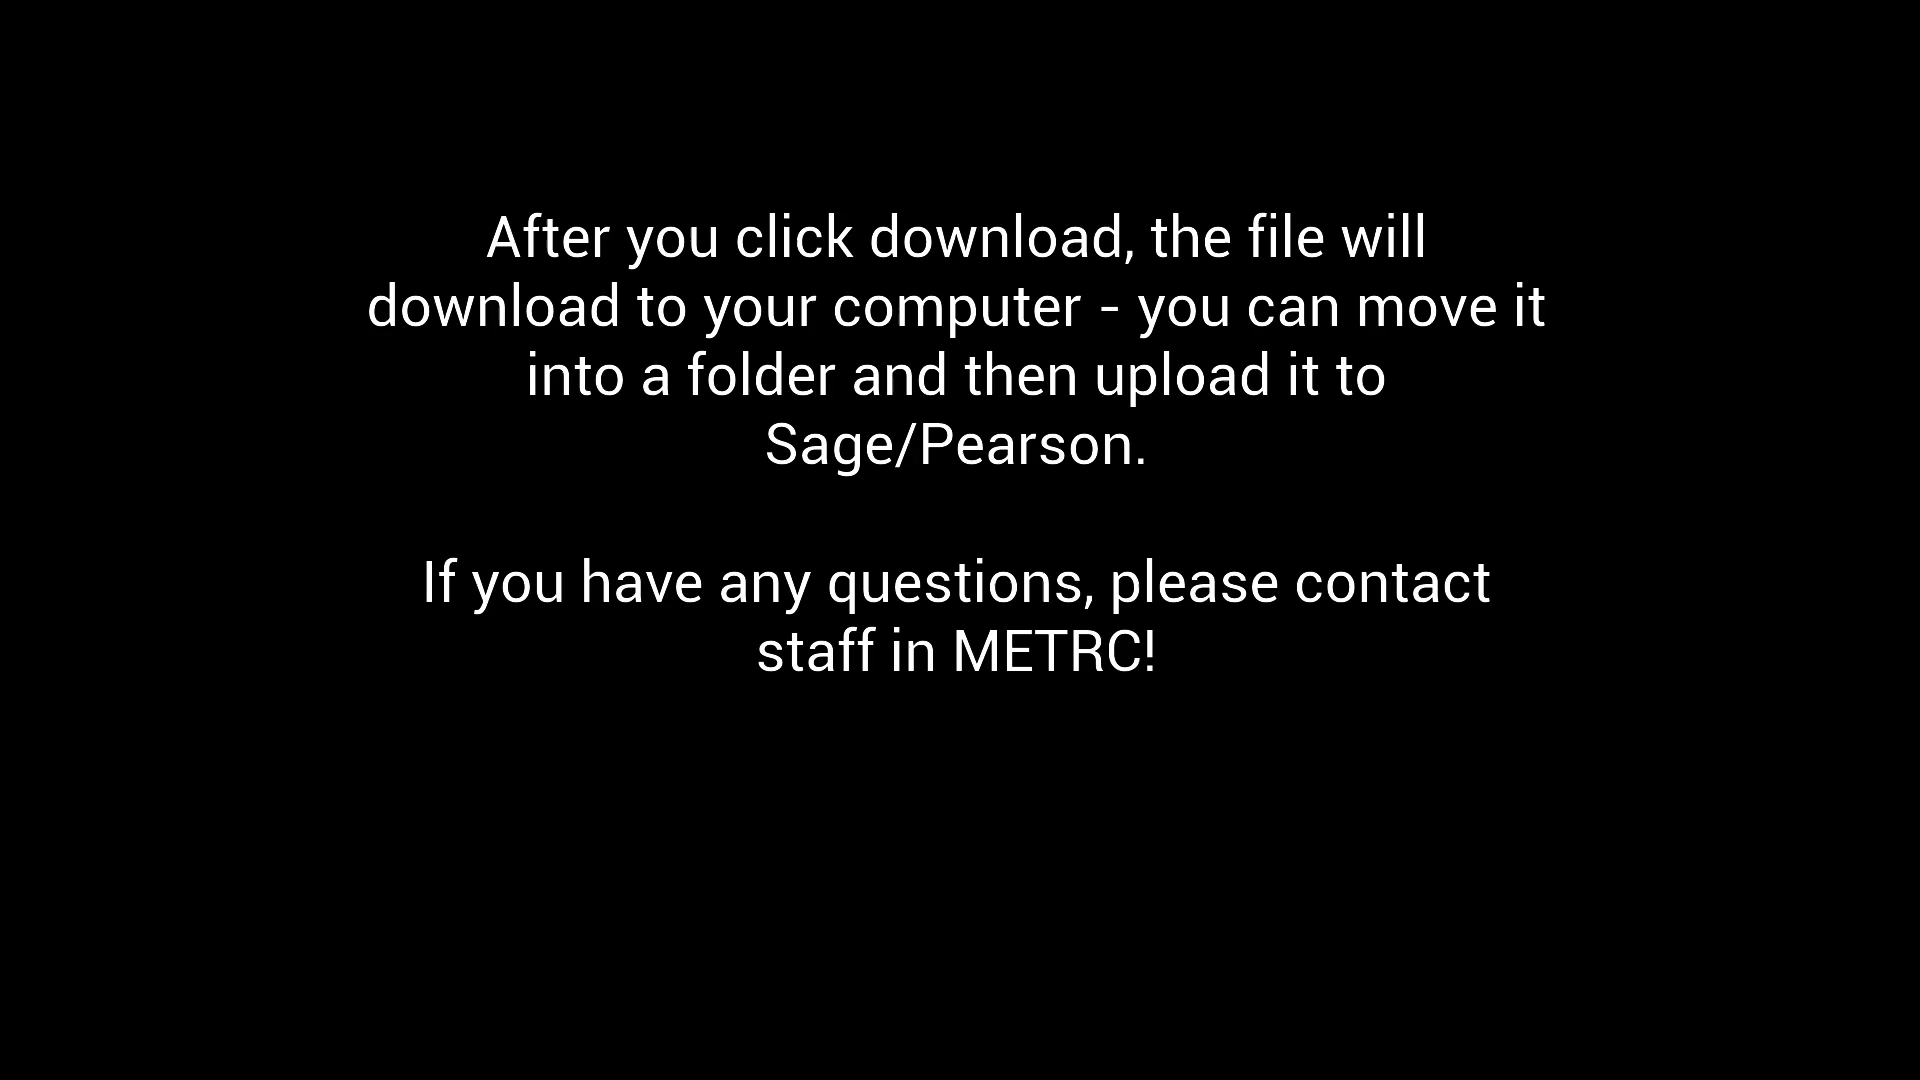 After you click download, the file will
download to your computer - you can move it
into a folder and then upload it to
Sage/Pearson.
If you have any questions, please contact
staff in METRC!